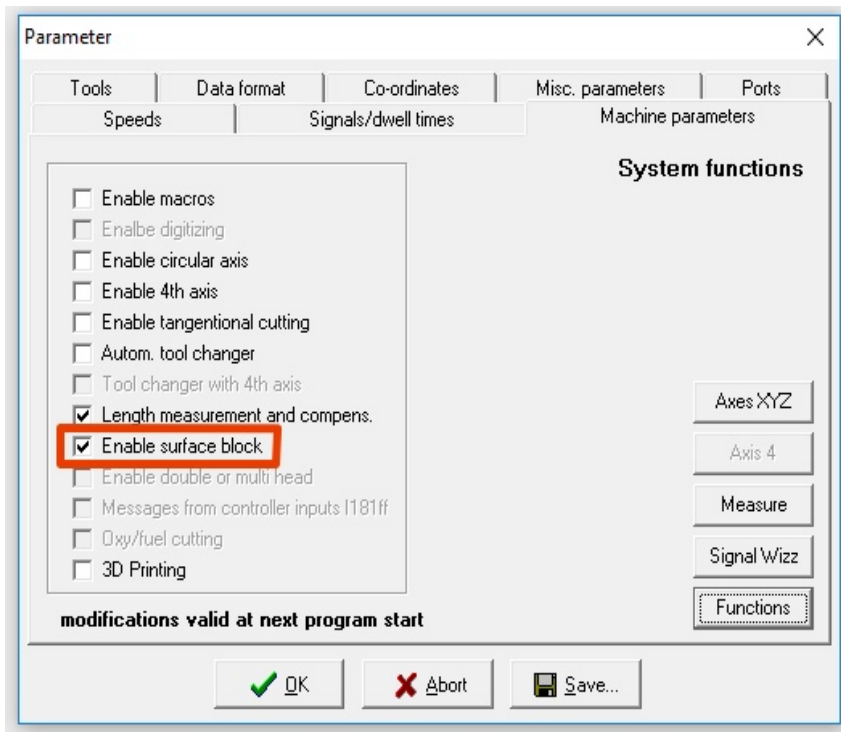 Parameter
Tools Data format Co-ordinates Misc. parameters Ports
Speeds Signals/dwell times Machine parameters
System functions
Enable macros
Enalbe digitizing
Enable circular axis
Enable 4th axis
Enable tangentional cutting
Autom. tool changer
Tool changer with 4th axis
Length measurement and compens.
Enable surface block
Enable double or multi head
Messages from controller inputs I181ff
Oxy/fuel cutting
3D Printing
Axes XYZ
Axis 4
Measure
Signal Wizz
Functions
modifications valid at next program start
OK Abort Save...